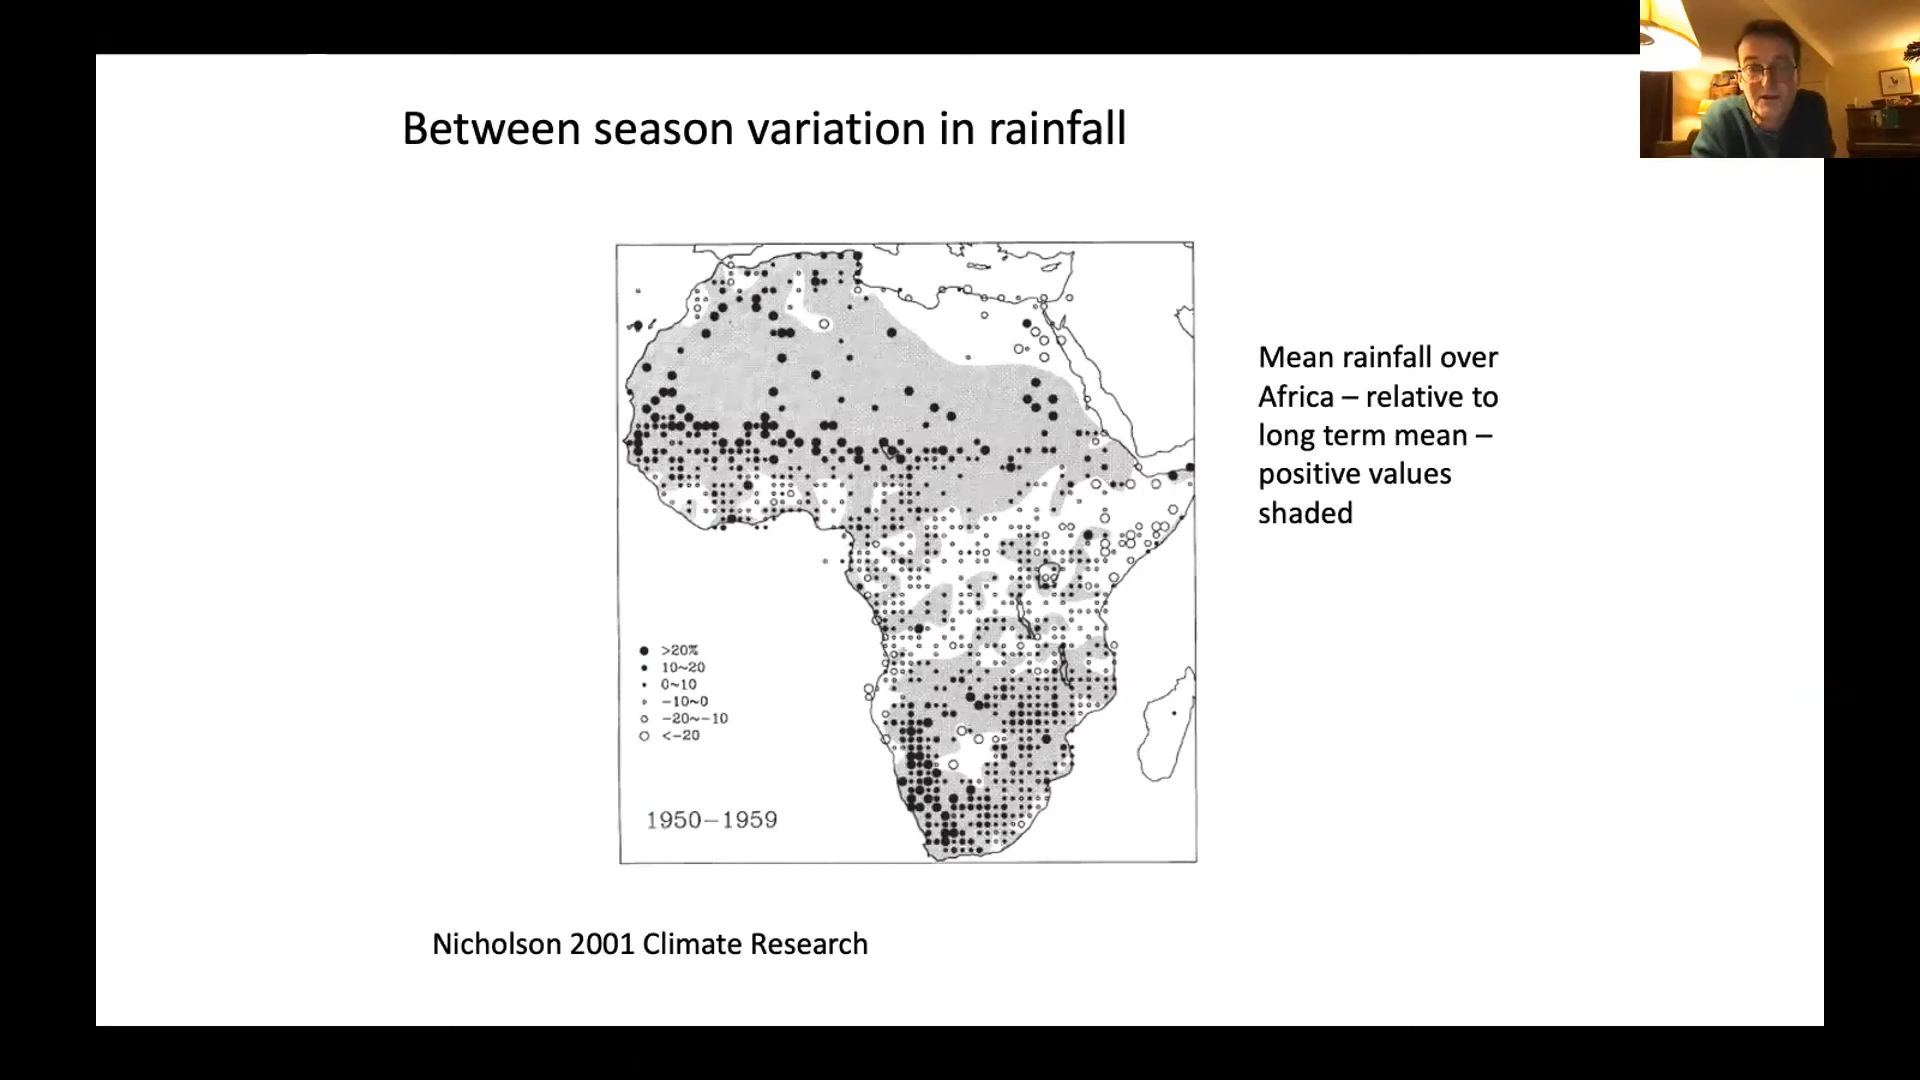 Between season variation in rainfall
Mean rainfall over
Africa – relative to
long term mean –
positive values
shaded
>20%
10~20
0~10
-10~0
-20~-10
<-20
1950-1959
Nicholson 2001 Climate Research